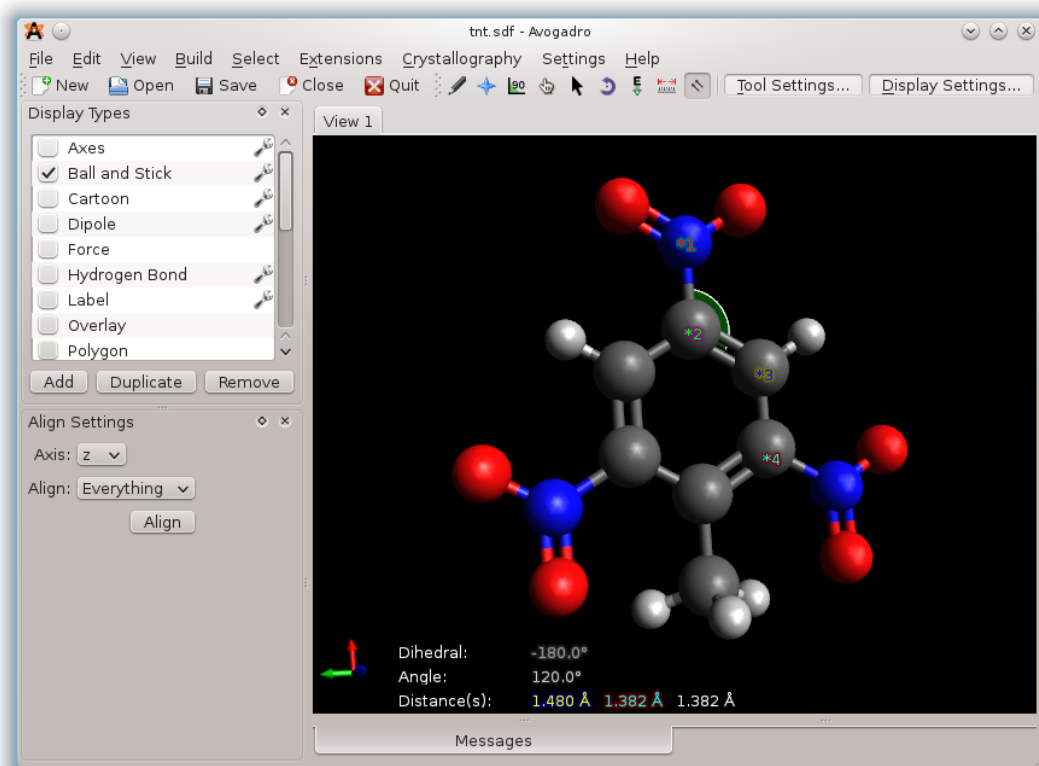 tnt.sdf - Avogadro
File Edit View Build Select Extensions Crystallography Settings Help
New Open Save Close Quit 90 E Tool Settings... Display Settings...
Display Types
View 1
Axes
Ball and Stick
Cartoon
Dipole
Force
Hydrogen Bond
Label
Overlay
Polygon
Add Duplicate Remove
Align Settings
Axis: z
Align: Everything
Align
*1
*2
*3
*4
Dihedral: -180.0°
Angle: 120.0°
Distance(s): 1.480 Å 1.382 Å 1.382 Å
Messages